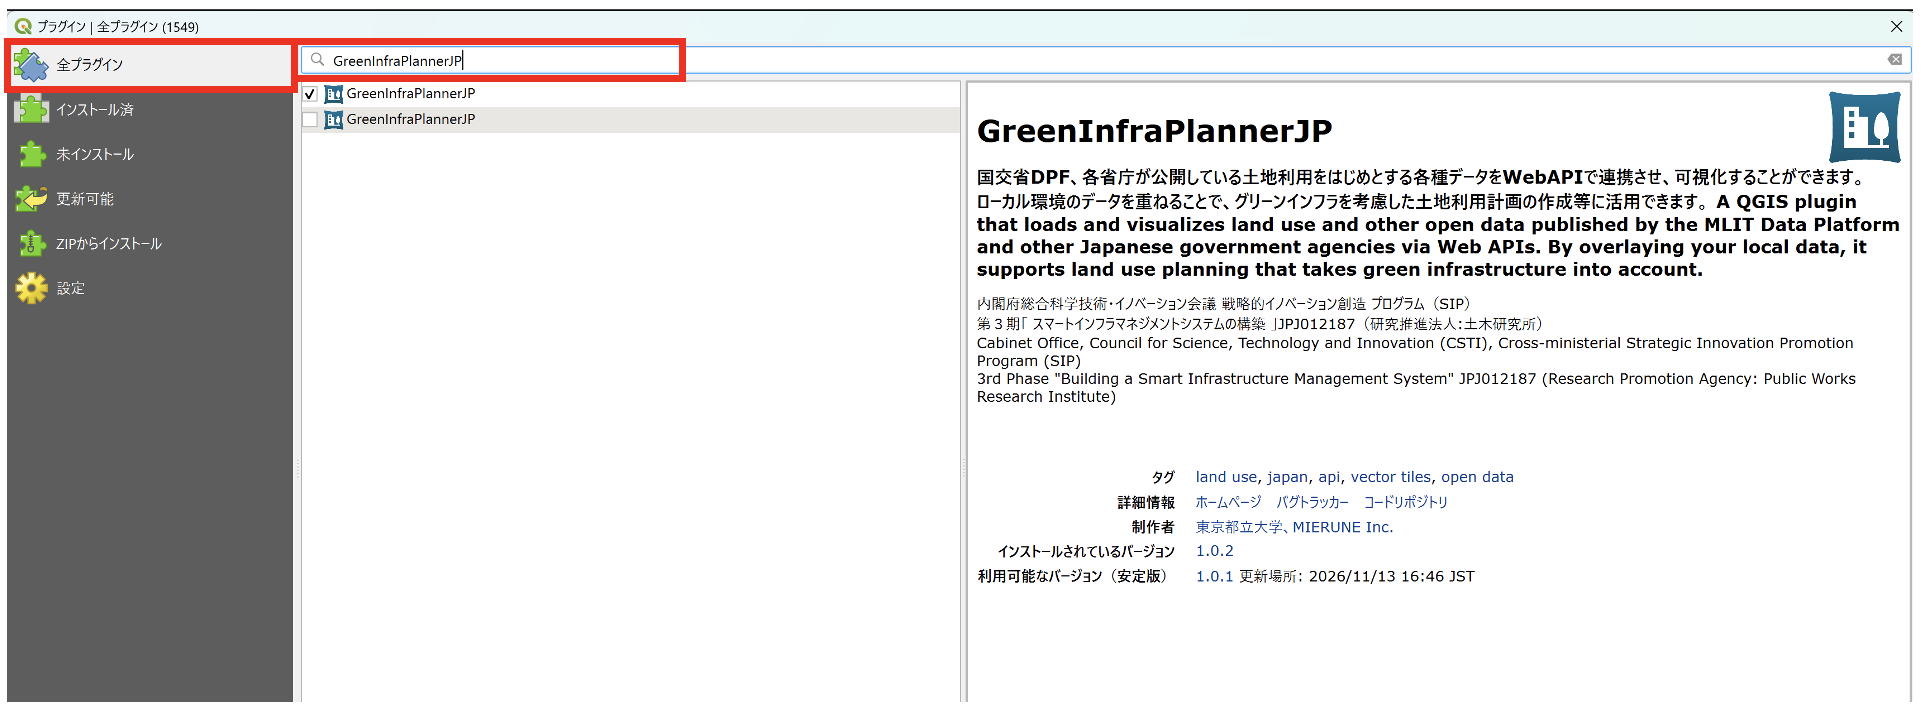 プラグイン | 全プラグイン (1549)
全プラグイン
インストール済
未インストール
更新可能
ZIPからインストール
設定
GreenInfraPlannerJP
GreenInfraPlannerJP
GreenInfraPlannerJP
GreenInfraPlannerJP
国交省DPF、各省庁が公開している土地利用をはじめとする各種データをWebAPIで連携させ、可視化することができます。
ローカル環境のデータを重ねることで、グリーンインフラを考慮した土地利用計画の作成等に活用できます。A QGIS plugin
that loads and visualizes land use and other open data published by the MLIT Data Platform
and other Japanese government agencies via Web APIs. By overlaying your local data, it
supports land use planning that takes green infrastructure into account.
内閣府総合科学技術・イノベーション会議 戦略的イノベーション創造 プログラム（SIP）
第３期「 スマートインフラマネジメントシステムの構築 」JPJ012187（研究推進法人:土木研究所）
Cabinet Office, Council for Science, Technology and Innovation (CSTI), Cross-ministerial Strategic Innovation Promotion
Program (SIP)
3rd Phase "Building a Smart Infrastructure Management System" JPJ012187 (Research Promotion Agency: Public Works
Research Institute)
タグ land use, japan, api, vector tiles, open data
詳細情報 ホームページ バグトラッカー コードリポジトリ
制作者 東京都立大学、MIERUNE Inc.
インストールされているバージョン 1.0.2
利用可能なバージョン（安定版） 1.0.1 更新場所: 2026/11/13 16:46 JST